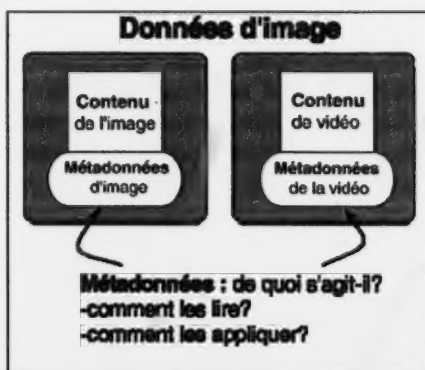 Données d'image
Contenu
de l'image
Métadonnées
d'image
Contenu
de vidéo
Métadonnées
de la vidéo
Métadonnées : de quoi s'agit-il?
-comment les lire?
-comment les appliquer?